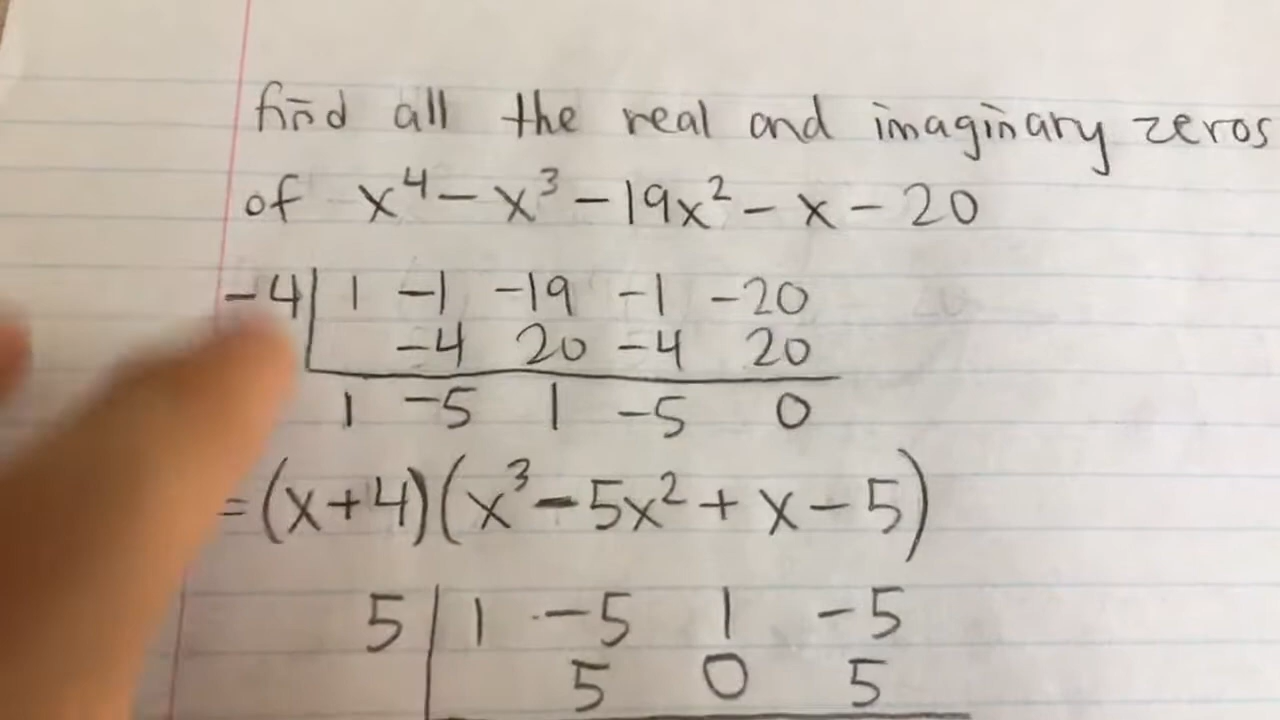 find all the real and imaginary zeros
of x⁴ - x³ - 19x² - x - 20
-4 | 1 -1 -19 -1 -20
-4 20 -4 20
1 -5 1 -5 0
= (x+4)(x³ - 5x² + x - 5)
5 | 1 -5 1 -5
5 0 5